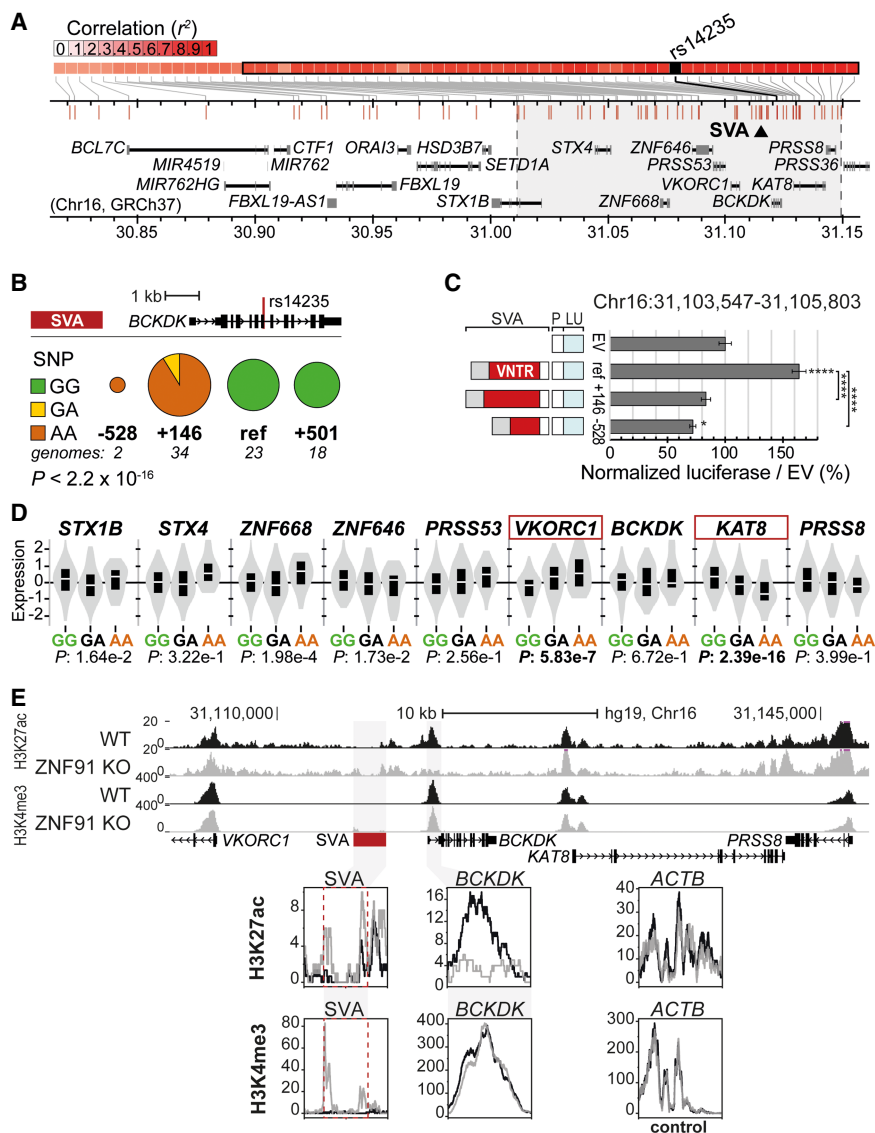 A
Correlation (r²)
0 .1 .2 .3 .4 .5 .6 .7 .8 .9 1
rs14235
SVA ▲
BCL7C CTF1 ORAI3 HSD3B7 STX4 ZNF646 PRSS8
MIR4519 MIR762 SETD1A PRSS53 PRSS36
MIR762HG FBXL19 VKORC1 KAT8
(Chr16, GRCh37) FBXL19-AS1 STX1B ZNF668 BCKDK
30.85 30.90 30.95 31.00 31.05 31.10 31.15
B
1 kb
rs14235
SVA BCKDK
SNP
GG
GA
AA
-528 +146 ref +501
genomes: 2 34 23 18
P < 2.2 x 10⁻¹⁶
C
Chr16:31,103,547-31,105,803
SVA P LU
EV
VNTR ref ****
+146 ****
-528 * ****
0 50 100 150
Normalized luciferase / EV (%)
D
STX1B STX4 ZNF668 ZNF646 PRSS53 VKORC1 BCKDK KAT8 PRSS8
Expression
2
1
0
-1
-2
GG GA AA GG GA AA GG GA AA GG GA AA GG GA AA GG GA AA GG GA AA GG GA AA GG GA AA
P: 1.64e-2 P: 3.22e-1 P: 1.98e-4 P: 1.73e-2 P: 2.56e-1 P: 5.83e-7 P: 6.72e-1 P: 2.39e-16 P: 3.99e-1
E
31,110,000 10 kb hg19, Chr16 31,145,000
H3K27ac
20
WT
0
20
ZNF91 KO
0
H3K4me3
400
WT
0
400
ZNF91 KO
0
VKORC1 SVA BCKDK PRSS8
KAT8
SVA BCKDK ACTB
H3K27ac
8
4
0
16
12
8
4
0
40
30
20
10
0
SVA BCKDK ACTB
H3K4me3
80
60
40
20
0
400
300
200
100
0
300
200
100
0
control